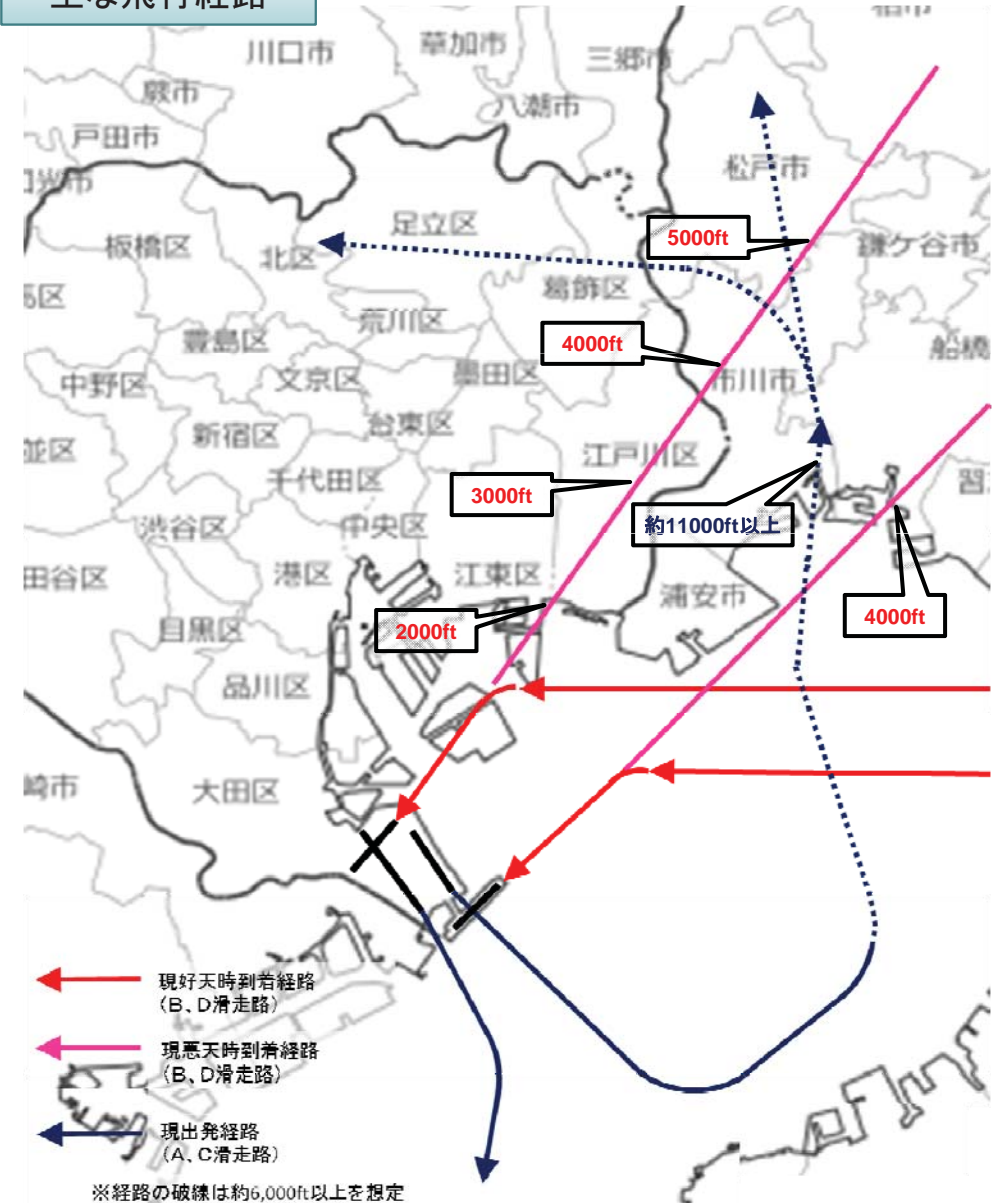 川口市
草加市
三郷市
蕨市
八潮市
戸田市
松戸市
足立区
板橋区
5000ft
鎌ケ谷市
北区
葛飾区
荒川区
豊島区
4000ft
船橋
中野区
文京区
墨田区
市川市
台東区
新宿区
江戸川区
並区
千代田区
3000ft
習
渋谷区
中央区
約11000ft以上
田谷区
港区
江東区
浦安市
4000ft
目黒区
2000ft
品川区
崎市
大田区
現好天時到着経路
(B、D滑走路)
現悪天時到着経路
(B、D滑走路)
現出発経路
(A、C滑走路)
※経路の破線は約6,000ft以上を想定